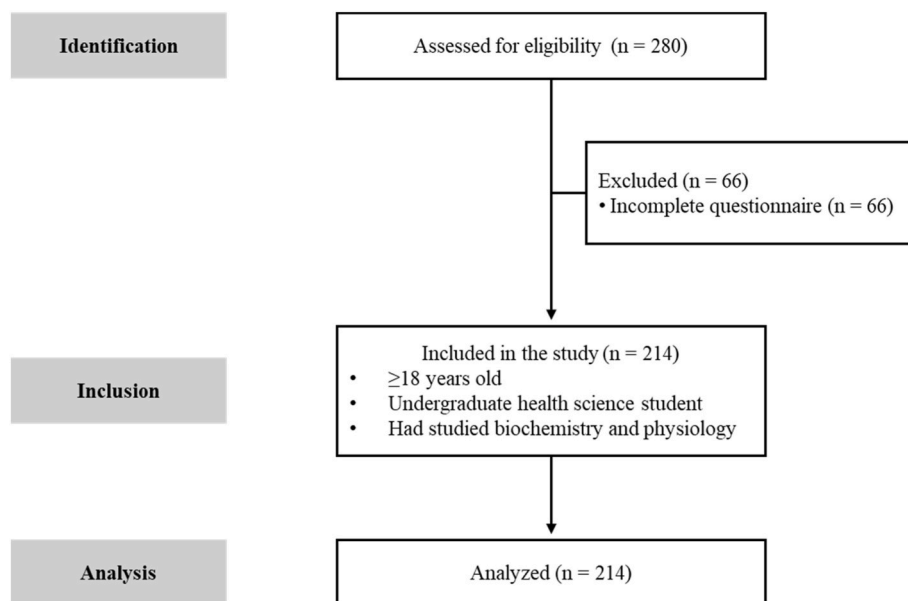 Identification
Assessed for eligibility (n = 280)
Excluded (n = 66)
• Incomplete questionnaire (n = 66)
Inclusion
Included in the study (n = 214)
• ≥18 years old
• Undergraduate health science student
• Had studied biochemistry and physiology
Analysis
Analyzed (n = 214)